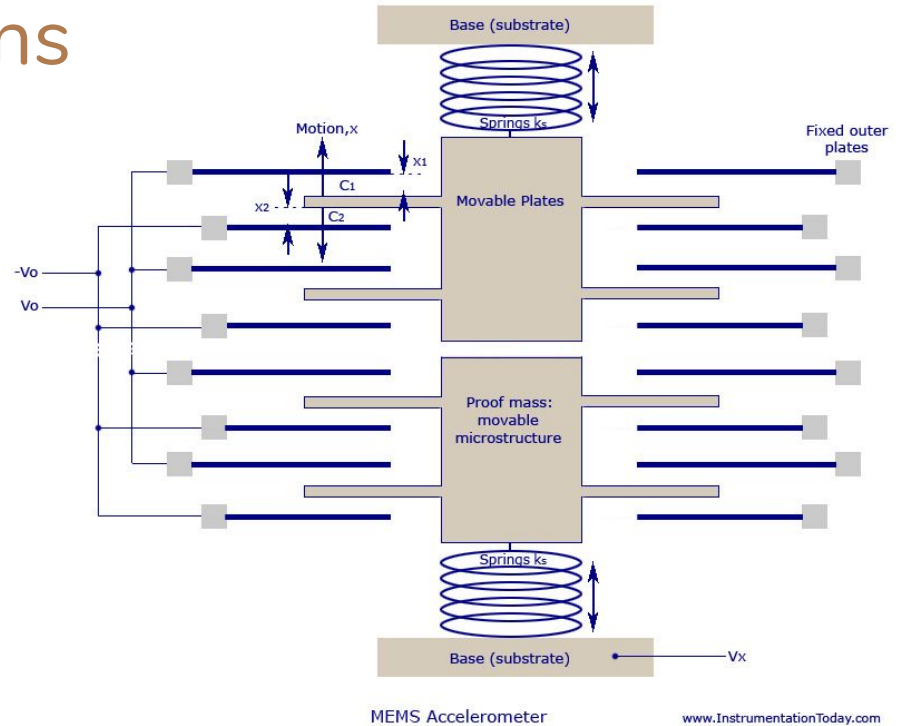 ns
Base (substrate)
Springs ks
Motion,x
Fixed outer
plates
x1
C1
Movable Plates
x2
C2
-Vo
Vo
Proof mass:
movable
microstructure
Springs ks
Base (substrate)
Vx
MEMS Accelerometer
www.InstrumentationToday.com